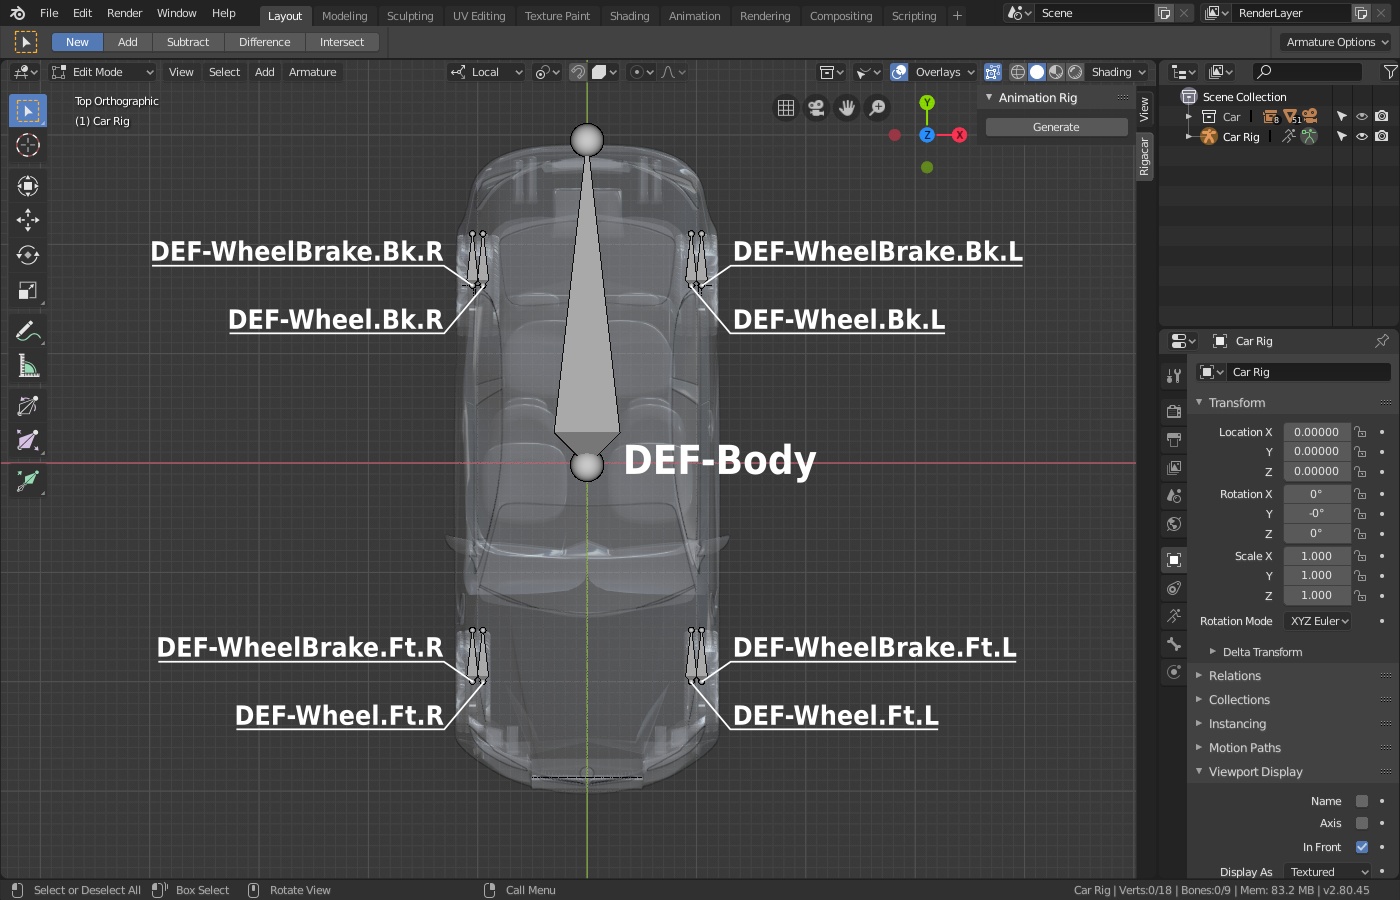 File Edit Render Window Help Layout Modeling Sculpting UV Editing Texture Paint Shading Animation Rendering Compositing Scripting + Scene RenderLayer
New Add Subtract Difference Intersect Armature Options
Edit Mode View Select Add Armature Local Overlays Shading
Top Orthographic
(1) Car Rig
Y
Z
X
Animation Rig
Generate
View
Rigacar
DEF-WheelBrake.Bk.R
DEF-WheelBrake.Bk.L
DEF-Wheel.Bk.R
DEF-Wheel.Bk.L
DEF-Body
DEF-WheelBrake.Ft.R
DEF-WheelBrake.Ft.L
DEF-Wheel.Ft.R
DEF-Wheel.Ft.L
Scene Collection
Car 8 51
Car Rig
Car Rig
Car Rig
Transform
Location X 0.00000
Y 0.00000
Z 0.00000
Rotation X 0°
Y -0°
Z 0°
Scale X 1.000
Y 1.000
Z 1.000
Rotation Mode XYZ Euler
Delta Transform
Relations
Collections
Instancing
Motion Paths
Viewport Display
Name
Axis
In Front
Display As Textured
Select or Deselect All Box Select Rotate View Call Menu Car Rig | Verts:0/18 | Bones:0/9 | Mem: 83.2 MB | v2.80.45